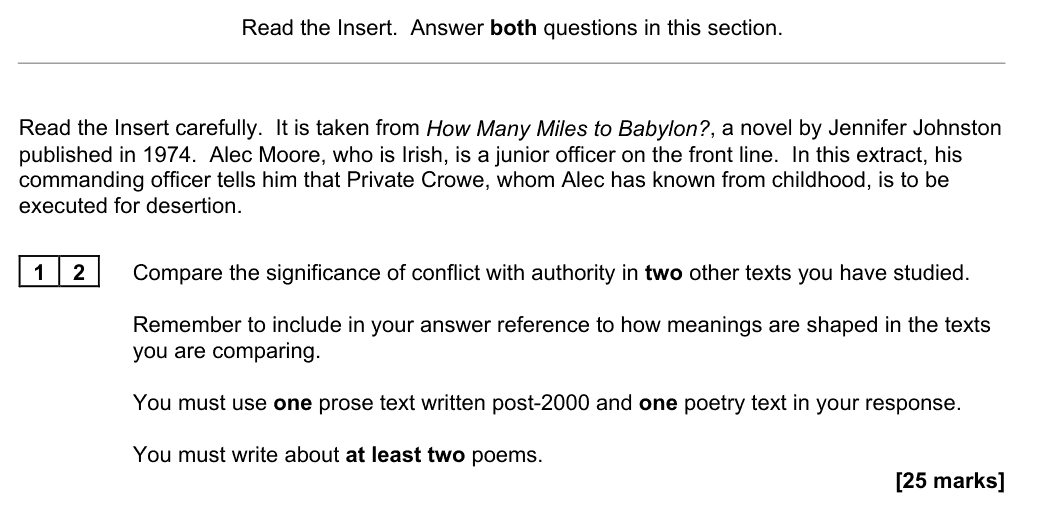 Read the Insert.  Answer both questions in this section.
Read the Insert carefully.  It is taken from How Many Miles to Babylon?, a novel by Jennifer Johnston
published in 1974.  Alec Moore, who is Irish, is a junior officer on the front line.  In this extract, his
commanding officer tells him that Private Crowe, whom Alec has known from childhood, is to be
executed for desertion.
1 2 Compare the significance of conflict with authority in two other texts you have studied.
Remember to include in your answer reference to how meanings are shaped in the texts
you are comparing.
You must use one prose text written post-2000 and one poetry text in your response.
You must write about at least two poems.
[25 marks]